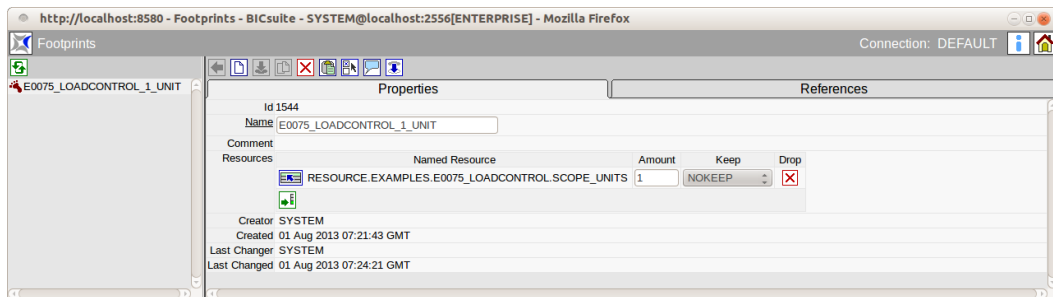 http://localhost:8580 - Footprints - BICsuite - SYSTEM@localhost:2556[ENTERPRISE] - Mozilla Firefox
Footprints
Connection: DEFAULT
E0075_LOADCONTROL_1_UNIT
Properties
References
Id 1544
Name E0075_LOADCONTROL_1_UNIT
Comment
Resources Named Resource Amount Keep Drop
RESOURCE.EXAMPLES.E0075_LOADCONTROL.SCOPE_UNITS 1 NOKEEP
Creator SYSTEM
Created 01 Aug 2013 07:21:43 GMT
Last Changer SYSTEM
Last Changed 01 Aug 2013 07:24:21 GMT